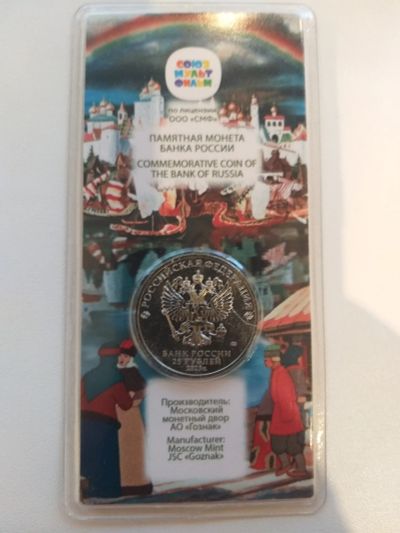 СОЮЗ
МУЛЬТ
ФИЛЬМ
ПО ЛИЦЕНЗИИ
ООО «СМФ»
ПАМЯТНАЯ МОНЕТА
БАНКА РОССИИ
COMMEMORATIVE COIN OF
THE BANK OF RUSSIA
РОССИЙСКАЯ ФЕДЕРАЦИЯ
БАНК РОССИИ
25 РУБЛЕЙ
2023г.
Производитель:
Московский
монетный двор
АО «Гознак»
Manufacturer:
Moscow Mint
JSC «Goznak»